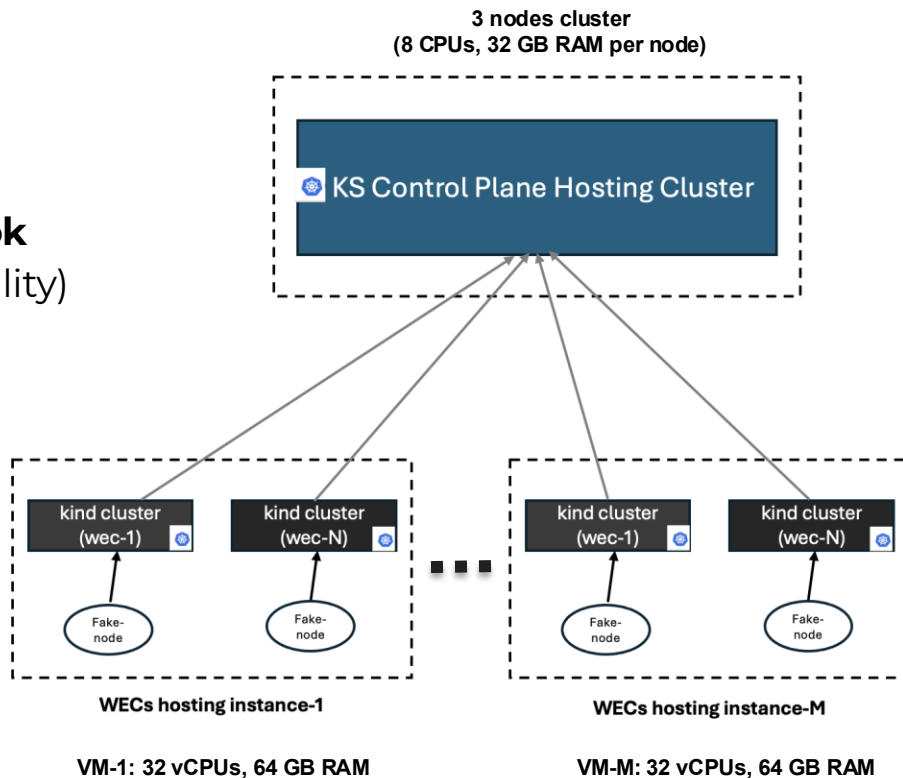 3 nodes cluster
(8 CPUs, 32 GB RAM per node)
KS Control Plane Hosting Cluster
ok
lity)
kind cluster
(wec-1)
kind cluster
(wec-N)
kind cluster
(wec-1)
kind cluster
(wec-N)
Fake-
node
Fake-
node
Fake-
node
Fake-
node
WECs hosting instance-1
WECs hosting instance-M
VM-1: 32 vCPUs, 64 GB RAM
VM-M: 32 vCPUs, 64 GB RAM